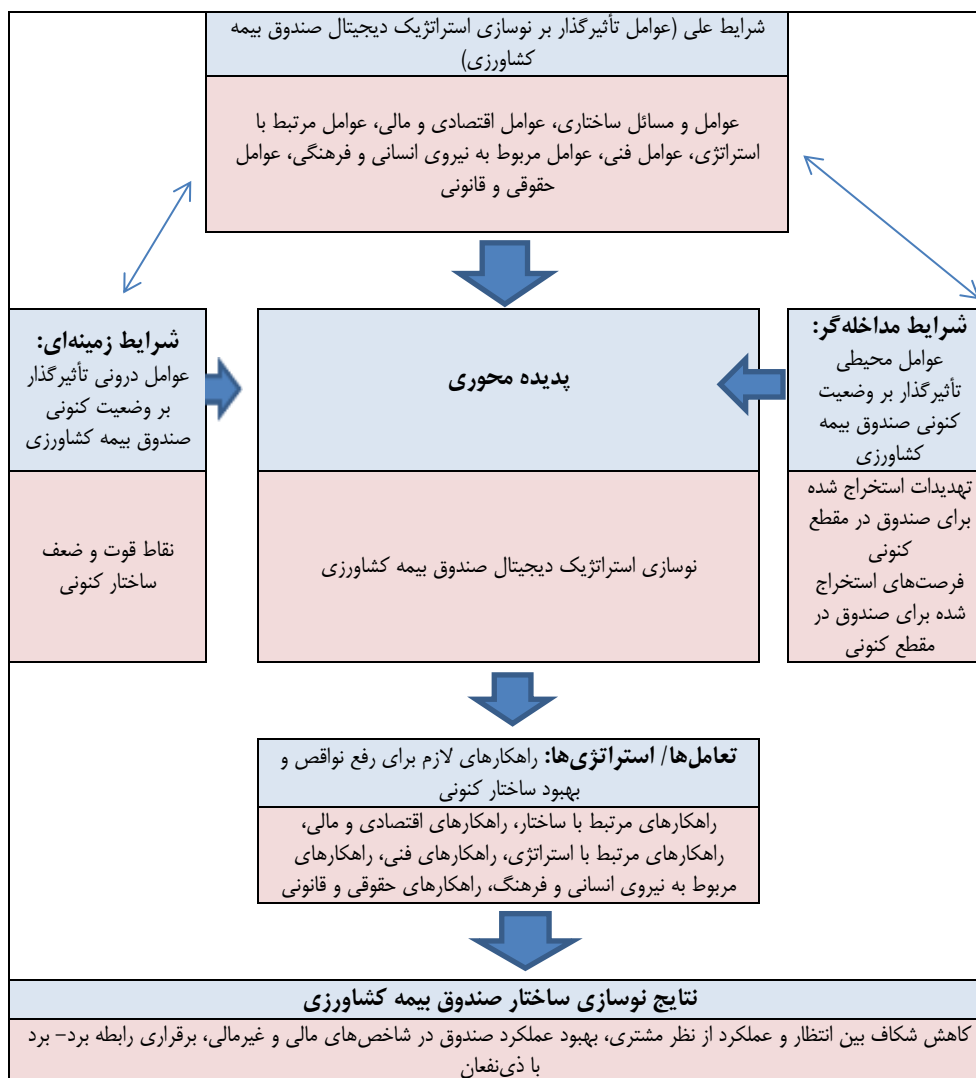 شرایط علی (عوامل تأثیرگذار بر نوسازی استراتژیک دیجیتال صندوق بیمه
کشاورزی)
عوامل و مسائل ساختاری، عوامل اقتصادی و مالی، عوامل مرتبط با
استراتژی، عوامل فنی، عوامل مربوط به نیروی انسانی و فرهنگی، عوامل
حقوقی و قانونی
شرایط مداخله‌گر:
عوامل محیطی
تأثیرگذار بر وضعیت
کنونی صندوق بیمه
کشاورزی
تهدیدات استخراج شده
برای صندوق در مقطع
کنونی
فرصت‌های استخراج
شده برای صندوق در
مقطع کنونی
پدیده محوری
نوسازی استراتژیک دیجیتال صندوق بیمه کشاورزی
شرایط زمینه‌ای:
عوامل درونی تأثیرگذار
بر وضعیت کنونی
صندوق بیمه کشاورزی
نقاط قوت و ضعف
ساختار کنونی
تعامل‌ها/ استراتژی‌ها: راهکارهای لازم برای رفع نواقص و
بهبود ساختار کنونی
راهکارهای مرتبط با ساختار، راهکارهای اقتصادی و مالی،
راهکارهای مرتبط با استراتژی، راهکارهای فنی، راهکارهای
مربوط به نیروی انسانی و فرهنگ، راهکارهای حقوقی و قانونی
نتایج نوسازی ساختار صندوق بیمه کشاورزی
کاهش شکاف بین انتظار و عملکرد از نظر مشتری، بهبود عملکرد صندوق در شاخص‌های مالی و غیرمالی، برقراری رابطه برد- برد
با ذی‌نفعان